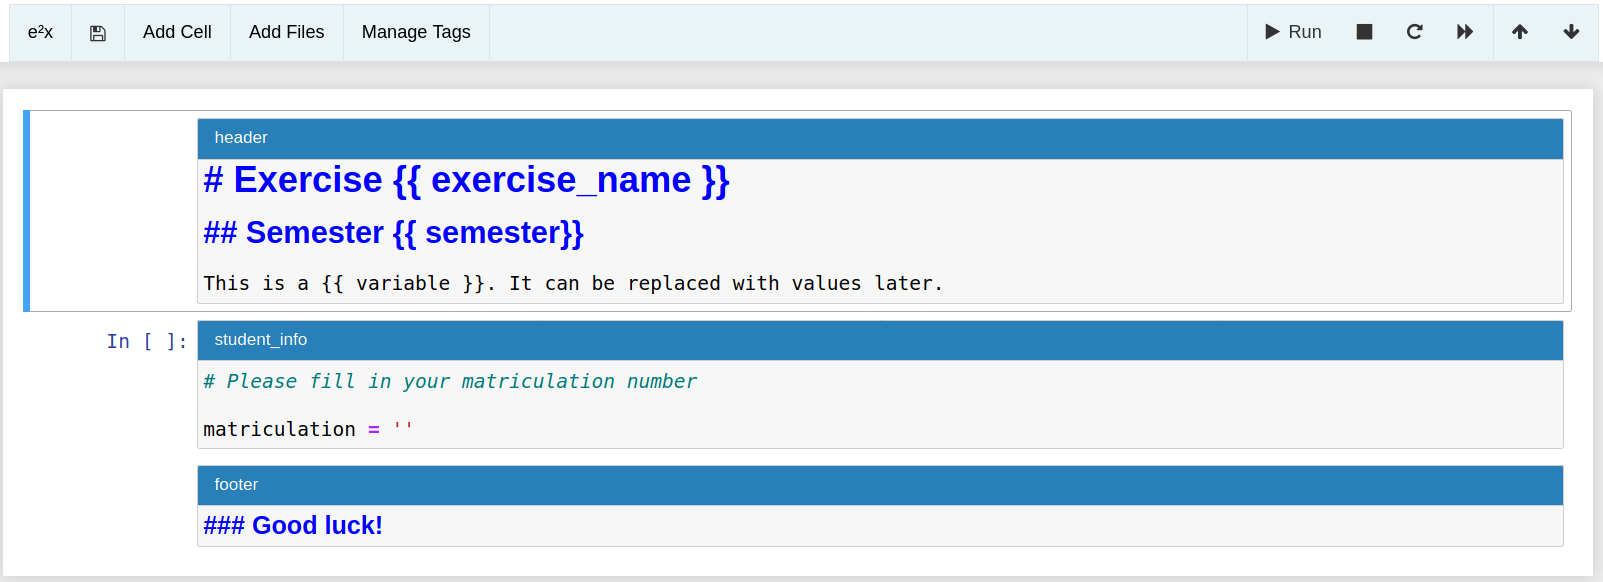 e²x Add Cell Add Files Manage Tags Run
header
# Exercise {{ exercise_name }}
## Semester {{ semester}}
This is a {{ variable }}. It can be replaced with values later.
In [ ]: student_info
# Please fill in your matriculation number
matriculation = ''
footer
### Good luck!